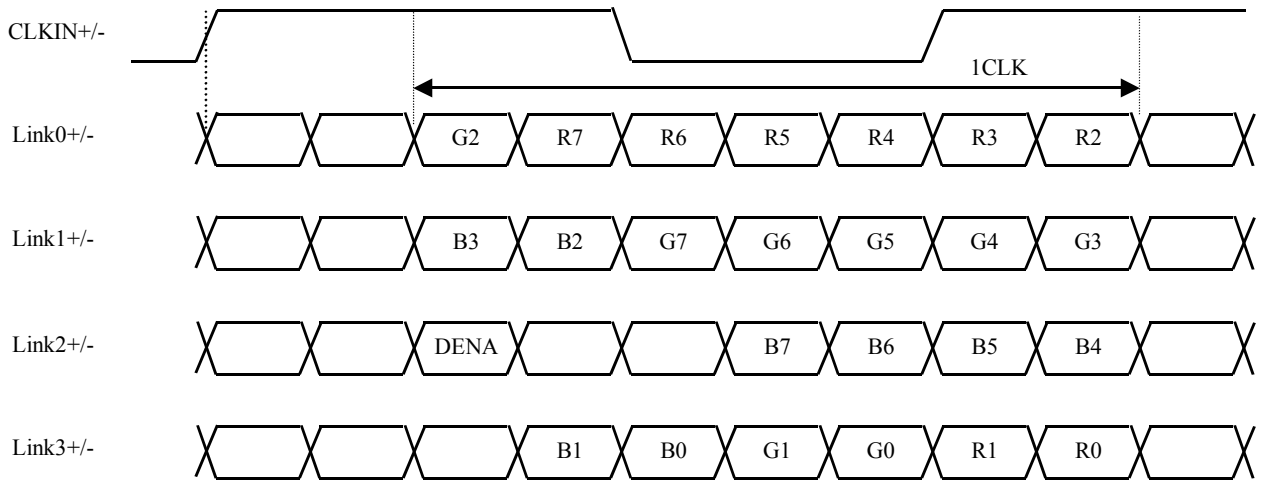 CLKIN+/-
1CLK
Link0+/- G2 R7 R6 R5 R4 R3 R2
Link1+/- B3 B2 G7 G6 G5 G4 G3
Link2+/- DENA B7 B6 B5 B4
Link3+/- B1 B0 G1 G0 R1 R0